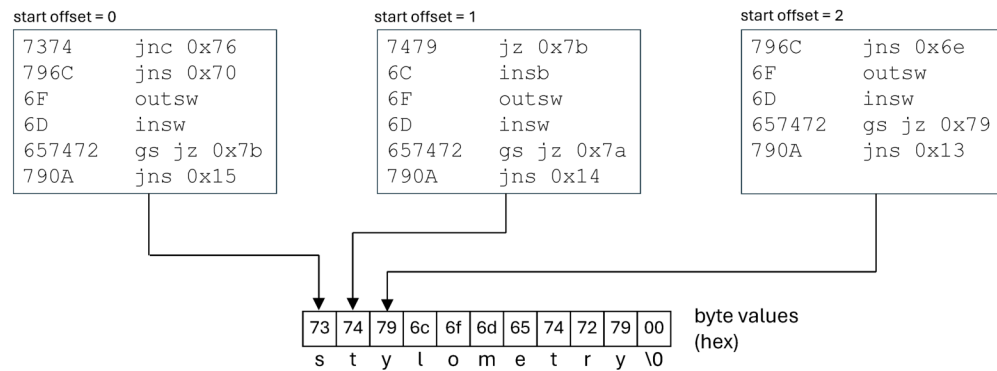 start offset = 0
7374 jnc 0x76
796C jns 0x70
6F outsw
6D insw
657472 gs jz 0x7b
790A jns 0x15
start offset = 1
7479 jz 0x7b
6C insb
6F outsw
6D insw
657472 gs jz 0x7a
790A jns 0x14
start offset = 2
796C jns 0x6e
6F outsw
6D insw
657472 gs jz 0x79
790A jns 0x13
73 74 79 6c 6f 6d 65 74 72 79 00
s t y l o m e t r y \0
byte values
(hex)